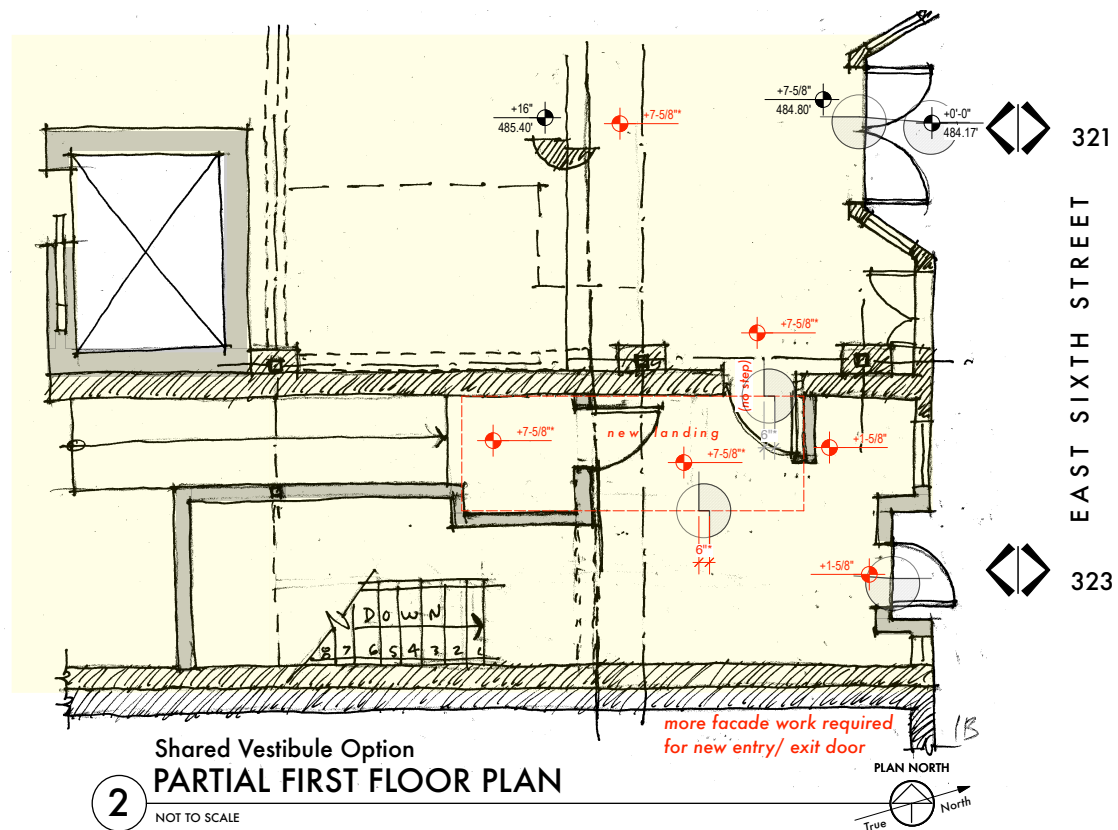 +16"
485.40'
+7-5/8"*
+7-5/8"
484.80'
+0'-0"
484.17'
321
EAST SIXTH STREET
+7-5/8"*
(no step)
6"*
+7-5/8"*
new landing
+7-5/8"*
+1-5/8"
6"*
+1-5/8"
323
DOWN
8 7 6 5 4 3 2 1
more facade work required
for new entry/ exit door
1B
Shared Vestibule Option
2
PARTIAL FIRST FLOOR PLAN
NOT TO SCALE
PLAN NORTH
True North